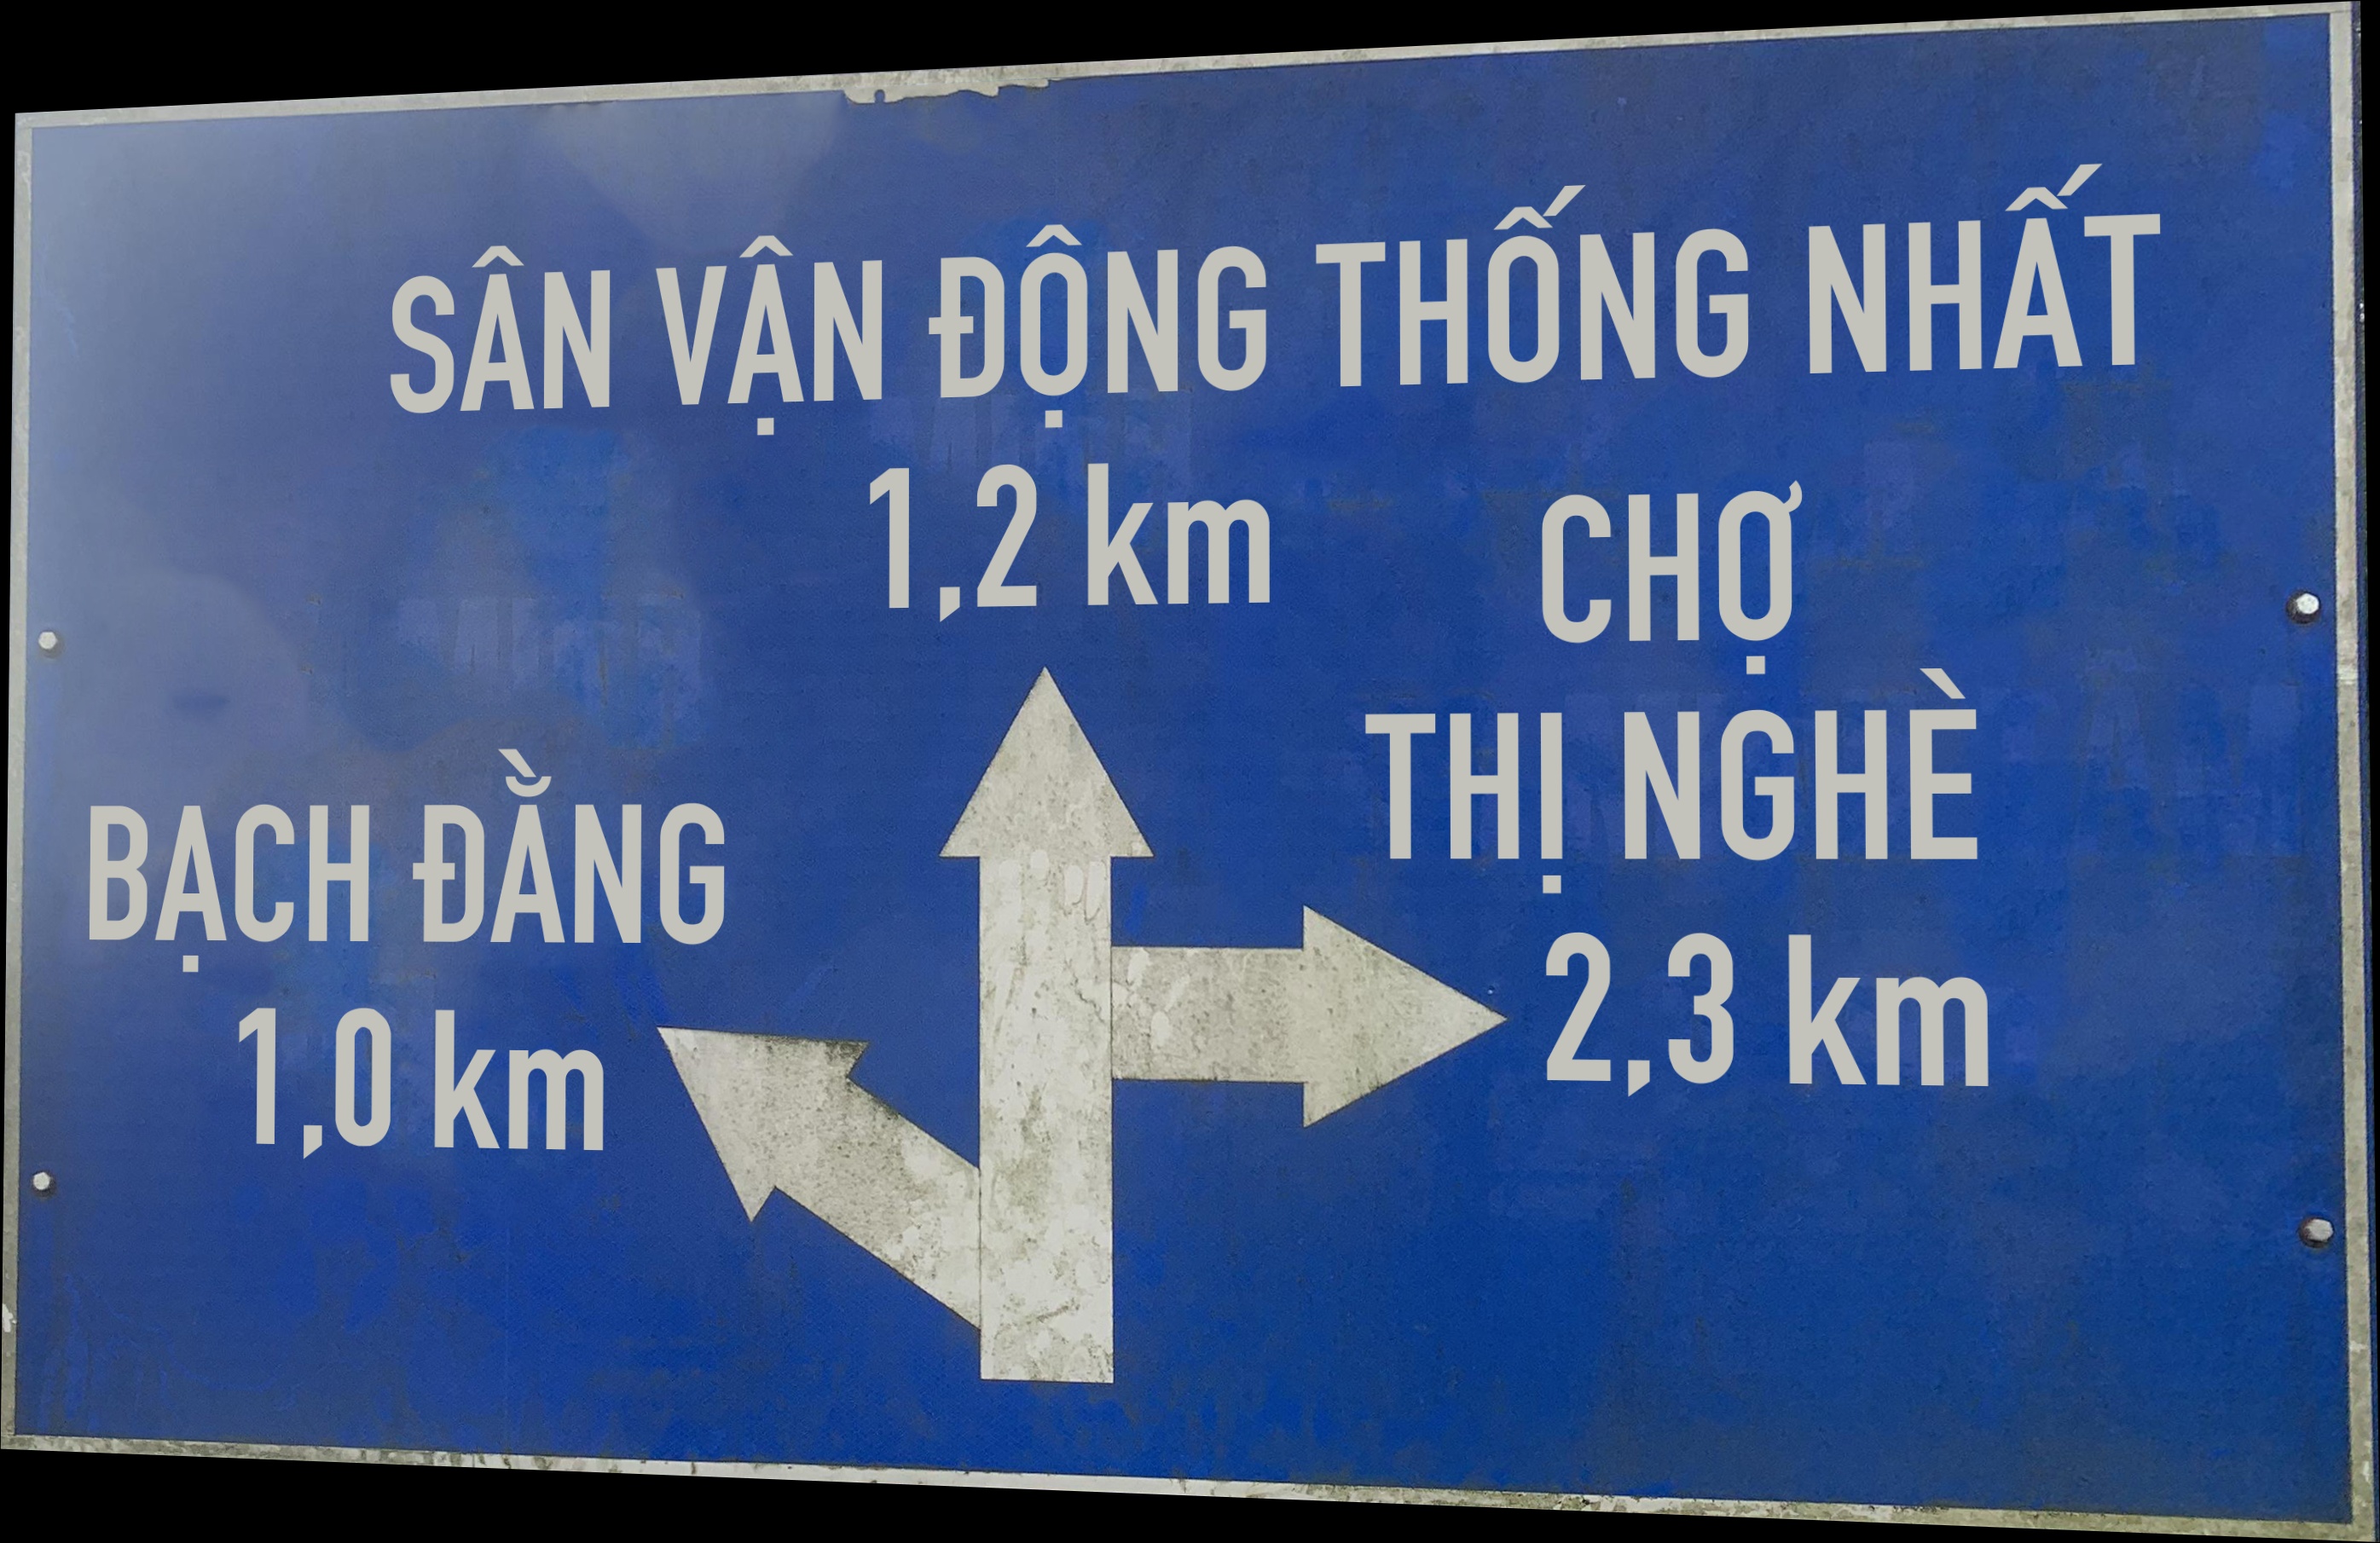 SÂN VẬN ĐỘNG THỐNG NHẤT
1,2 km
CHỢ
THỊ NGHÈ
2,3 km
BẠCH ĐẰNG
1,0 km